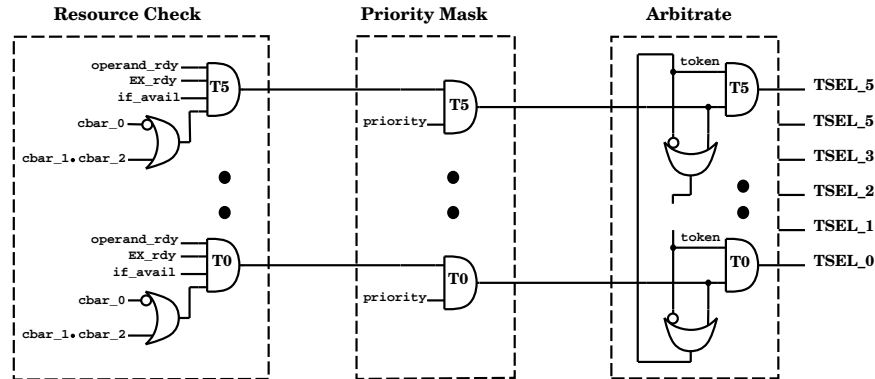 Resource Check
Priority Mask
Arbitrate
operand_rdy
EX_rdy
if_avail
T5
cbar_0
cbar_1.cbar_2
T5
priority
token
T5
TSEL_5
TSEL_5
TSEL_3
TSEL_2
TSEL_1
TSEL_0
operand_rdy
EX_rdy
if_avail
T0
cbar_0
cbar_1.cbar_2
T0
priority
token
T0